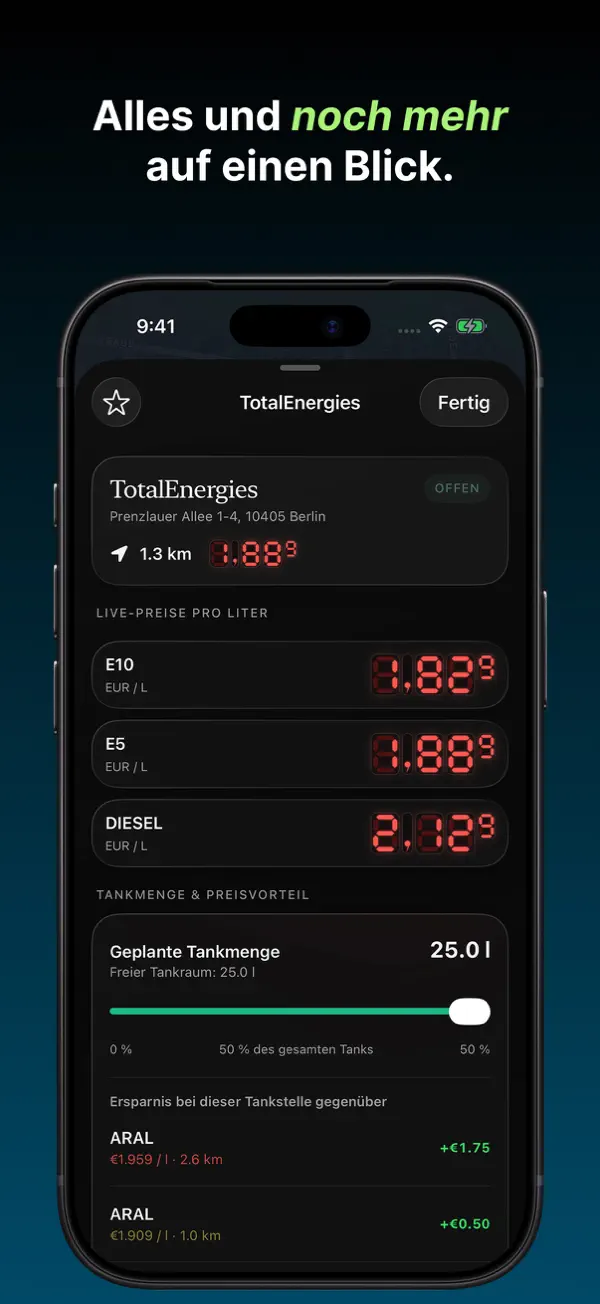 Alles und noch mehr
auf einen Blick.
9:41
TotalEnergies
Fertig
TotalEnergies
OFFEN
Prenzlauer Allee 1-4, 10405 Berlin
1.3 km
1.889
LIVE-PREISE PRO LITER
E10
1,829
EUR / L
E5
1,889
EUR / L
DIESEL
2,129
EUR / L
TANKMENGE & PREISVORTEIL
Geplante Tankmenge
25.0 l
Freier Tankraum: 25.0 l
0 %
50 % des gesamten Tanks
50 %
Ersparnis bei dieser Tankstelle gegenüber
ARAL
+€1.75
€1.959 / l · 2.6 km
ARAL
+€0.50
€1.909 / l · 1.0 km